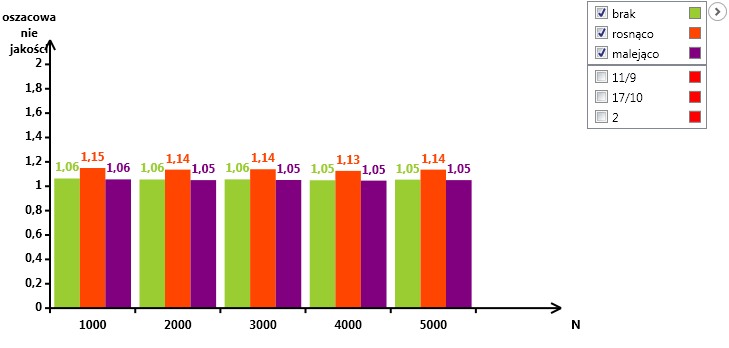 oszacowa
nie
jakości
2
1,8
1,6
1,4
1,2
1
0,8
0,6
0,4
0,2
0
1,06 1,15 1,06
1,06 1,14 1,05
1,06 1,14 1,05
1,05 1,13 1,05
1,05 1,14 1,05
1000 2000 3000 4000 5000 N
brak
rosnąco
malejąco
11/9
17/10
2